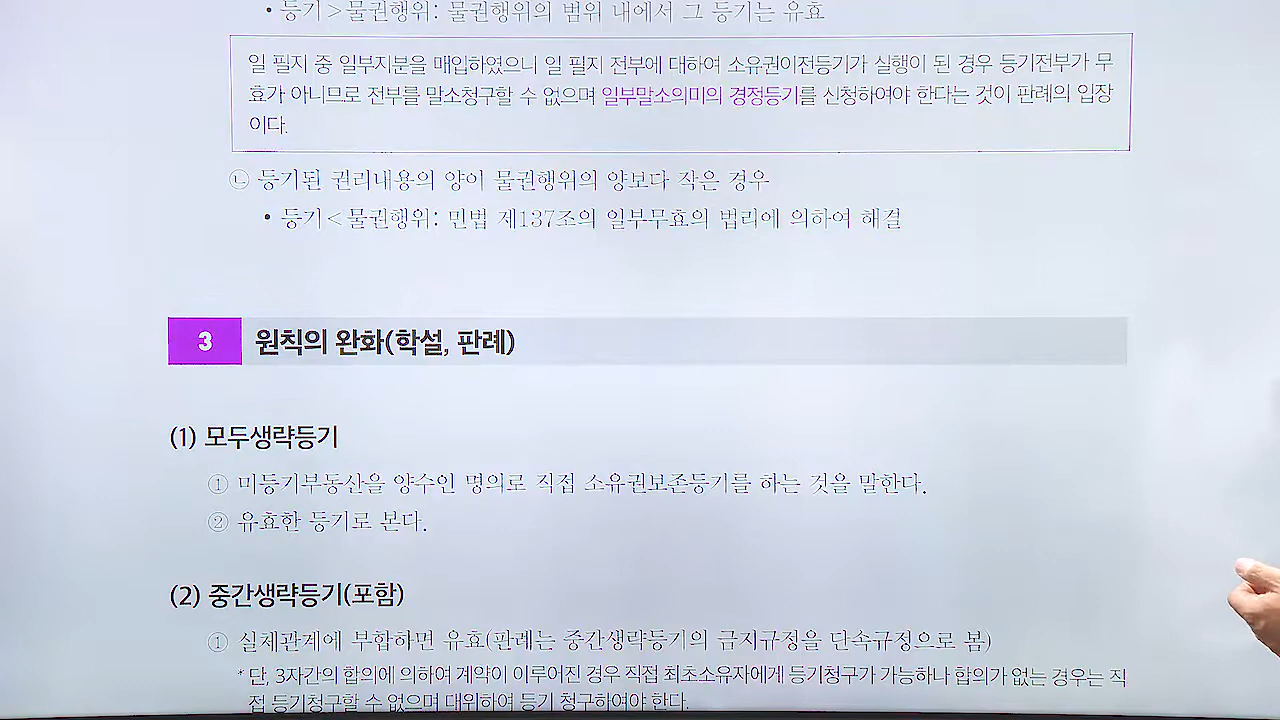 • 등기＞물권행위: 물권행위의 범위 내에서 그 등기는 유효
일 필지 중 일부지분을 매입하였으니 일 필지 전부에 대하여 소유권이전등기가 실행이 된 경우 등기전부가 무
효가 아니므로 전부를 말소청구할 수 없으며 일부말소의미의 경정등기를 신청하여야 한다는 것이 판례의 입장
이다.
㉡ 등기된 권리내용의 양이 물권행위의 양보다 작은 경우
• 등기＜물권행위: 민법 제137조의 일부무효의 법리에 의하여 해결
3 원칙의 완화(학설, 판례)
(1) 모두생략등기
① 미등기부동산을 양수인 명의로 직접 소유권보존등기를 하는 것을 말한다.
② 유효한 등기로 본다.
(2) 중간생략등기(포함)
① 실체관계에 부합하면 유효(판례는 중간생략등기의 금지규정을 단속규정으로 봄)
* 단, 3자간의 합의에 의하여 계약이 이루어진 경우 직접 최초소유자에게 등기청구가 가능하나 합의가 없는 경우는 직
접 등기청구할 수 없으며 대위하여 등기 청구하여야 한다.